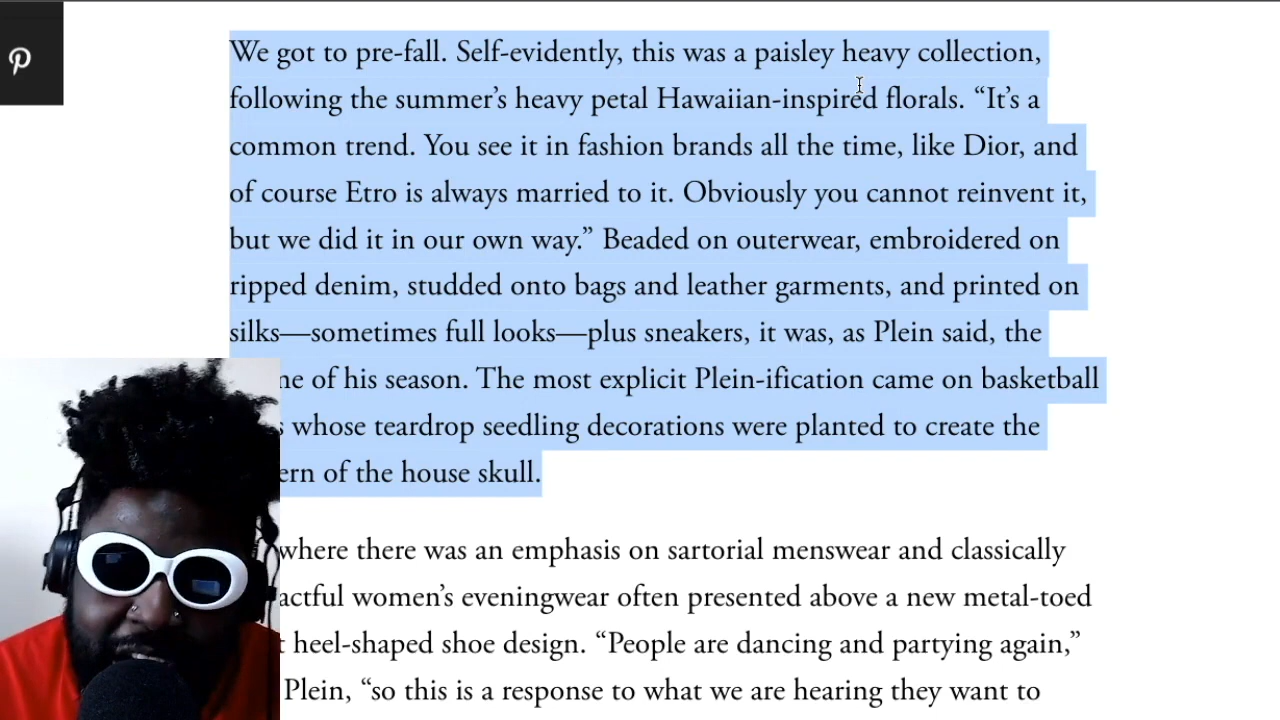 We got to pre-fall. Self-evidently, this was a paisley heavy collection,
following the summer’s heavy petal Hawaiian-inspired florals. “It’s a
common trend. You see it in fashion brands all the time, like Dior, and
of course Etro is always married to it. Obviously you cannot reinvent it,
but we did it in our own way.” Beaded on outerwear, embroidered on
ripped denim, studded onto bags and leather garments, and printed on
silks—sometimes full looks—plus sneakers, it was, as Plein said, the
of his season. The most explicit Plein-ification came on basketball
whose teardrop seedling decorations were planted to create the
of the house skull.
where there was an emphasis on sartorial menswear and classically
women’s eveningwear often presented above a new metal-toed
heel-shaped shoe design. “People are dancing and partying again,”
Plein, “so this is a response to what we are hearing they want to